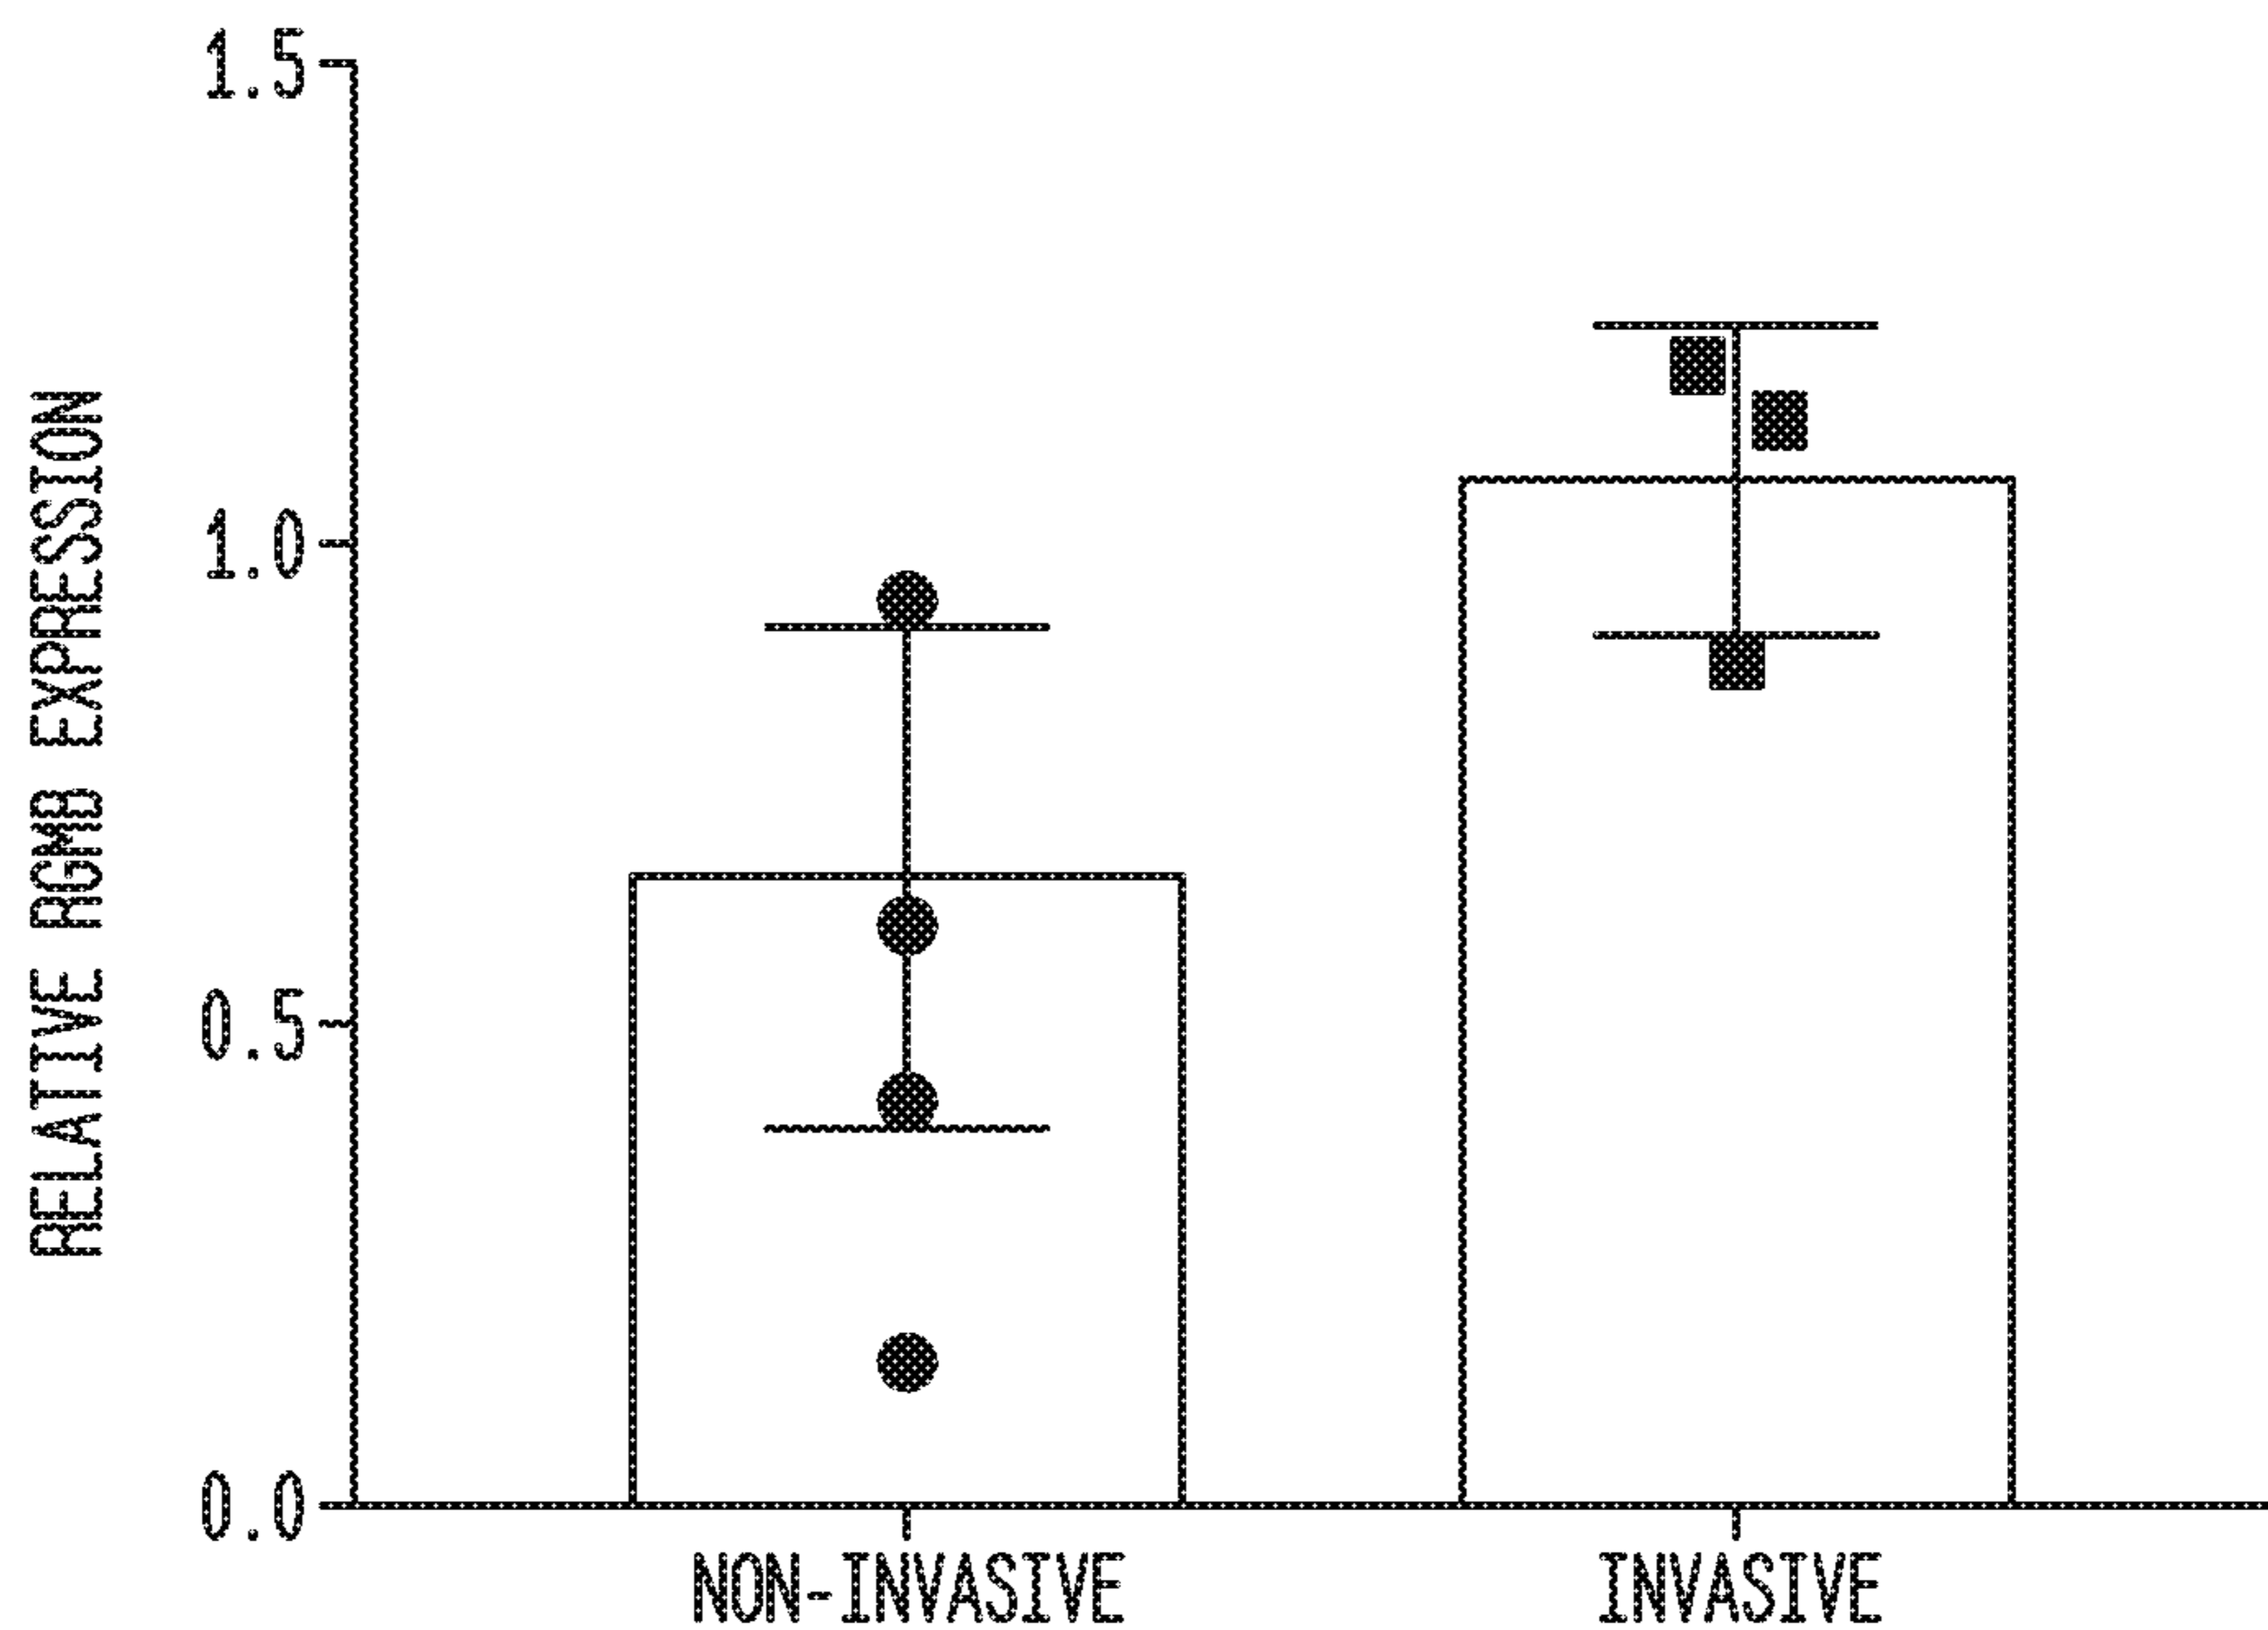 RELATIVE RGMB EXPRESSION
1.5
1.0
0.5
0.0
NON-INVASIVE
INVASIVE